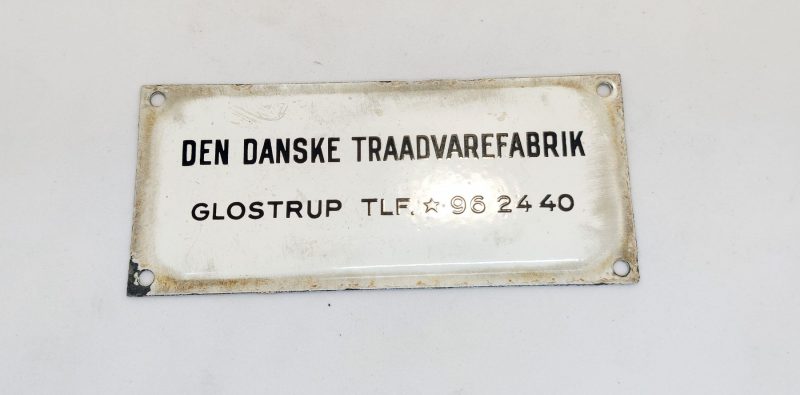 DEN DANSKE TRAADVAREFABRIK
GLOSTRUP TLF. ☆ 96 24 40